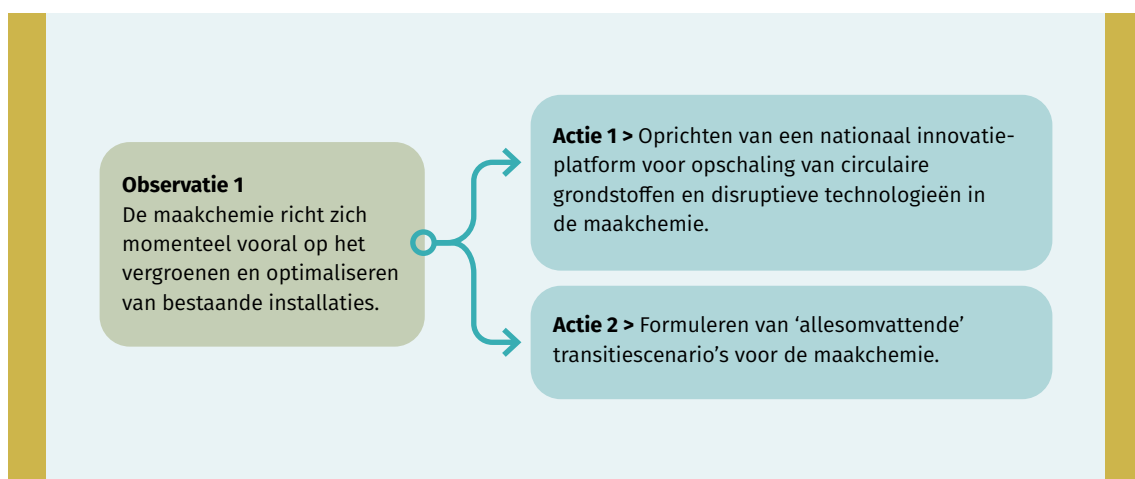 Observatie 1
De maakchemie richt zich
momenteel vooral op het
vergroenen en optimaliseren
van bestaande installaties.
Actie 1 > Oprichten van een nationaal innovatie-
platform voor opschaling van circulaire
grondstoffen en disruptieve technologieën in
de maakchemie.
Actie 2 > Formuleren van ‘allesomvattende’
transitiescenario’s voor de maakchemie.